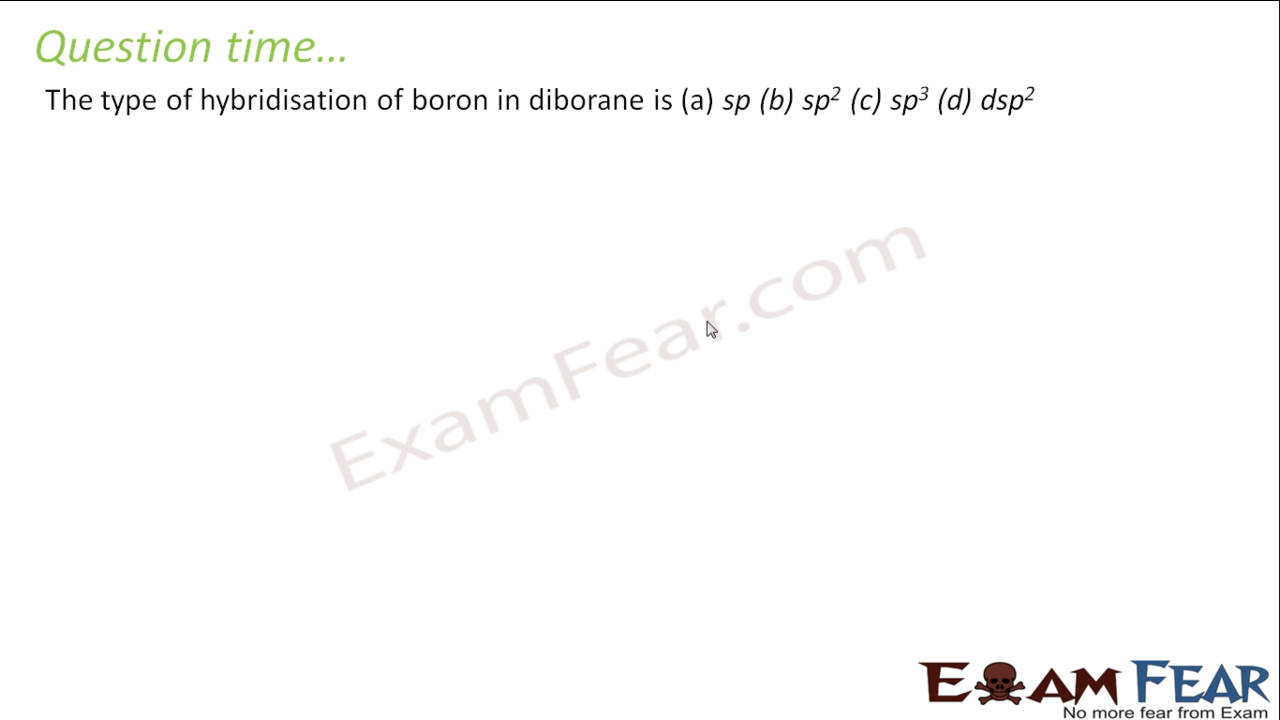 Question time...
The type of hybridisation of boron in diborane is (a) sp (b) sp² (c) sp³ (d) dsp²
ExamFear.com
EXAM FEAR
No more fear from Exam